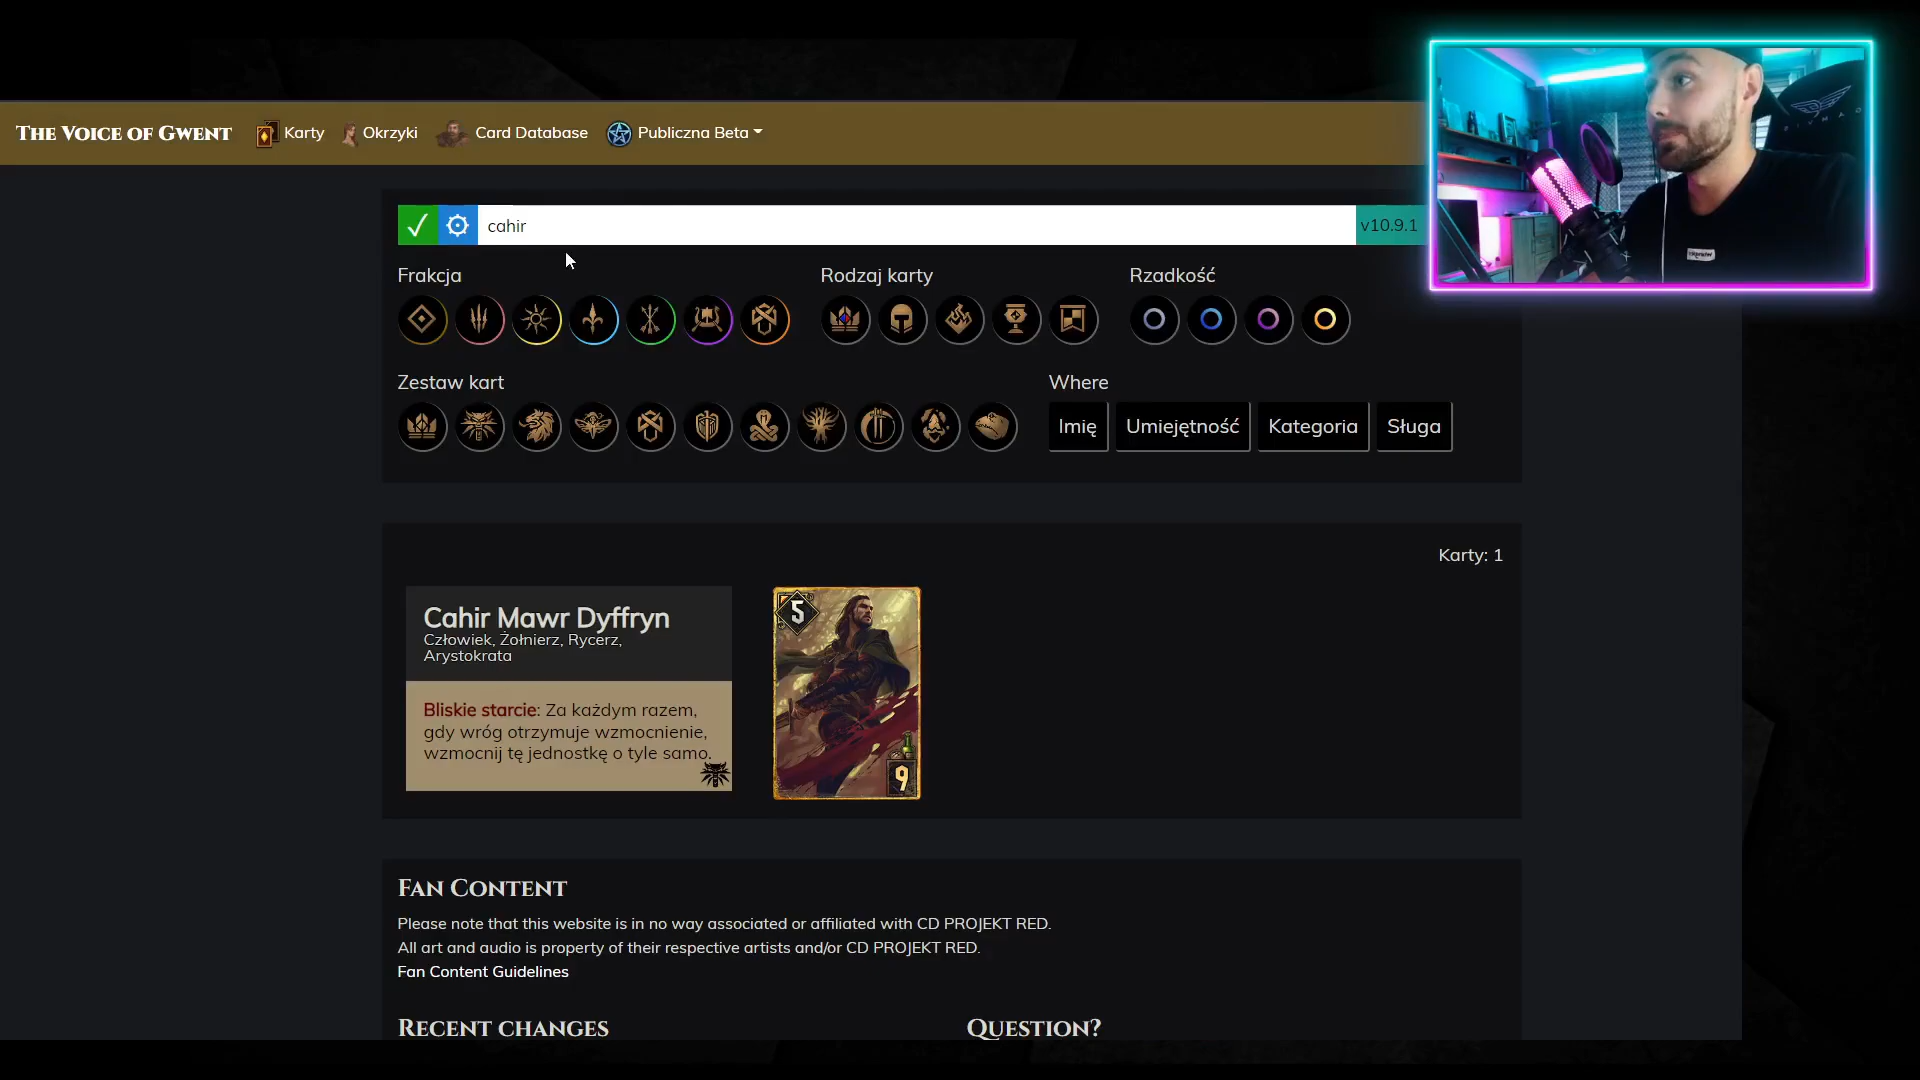 The Voice of Gwent
Karty
Okrzyki
Card Database
Publiczna Beta
cahir
v10.9.1
Frakcja
Rodzaj karty
Rzadkość
Zestaw kart
Where
Imię
Umiejętność
Kategoria
Sługa
Karty: 1
Cahir Mawr Dyffryn
Człowiek, Żołnierz, Rycerz,
Arystokrata
Bliskie starcie: Za każdym razem,
gdy wróg otrzymuje wzmocnienie,
wzmocnij tę jednostkę o tyle samo.
5
9
Fan Content
Please note that this website is in no way associated or affiliated with CD PROJEKT RED.
All art and audio is property of their respective artists and/or CD PROJEKT RED.
Fan Content Guidelines
Recent changes
Question?